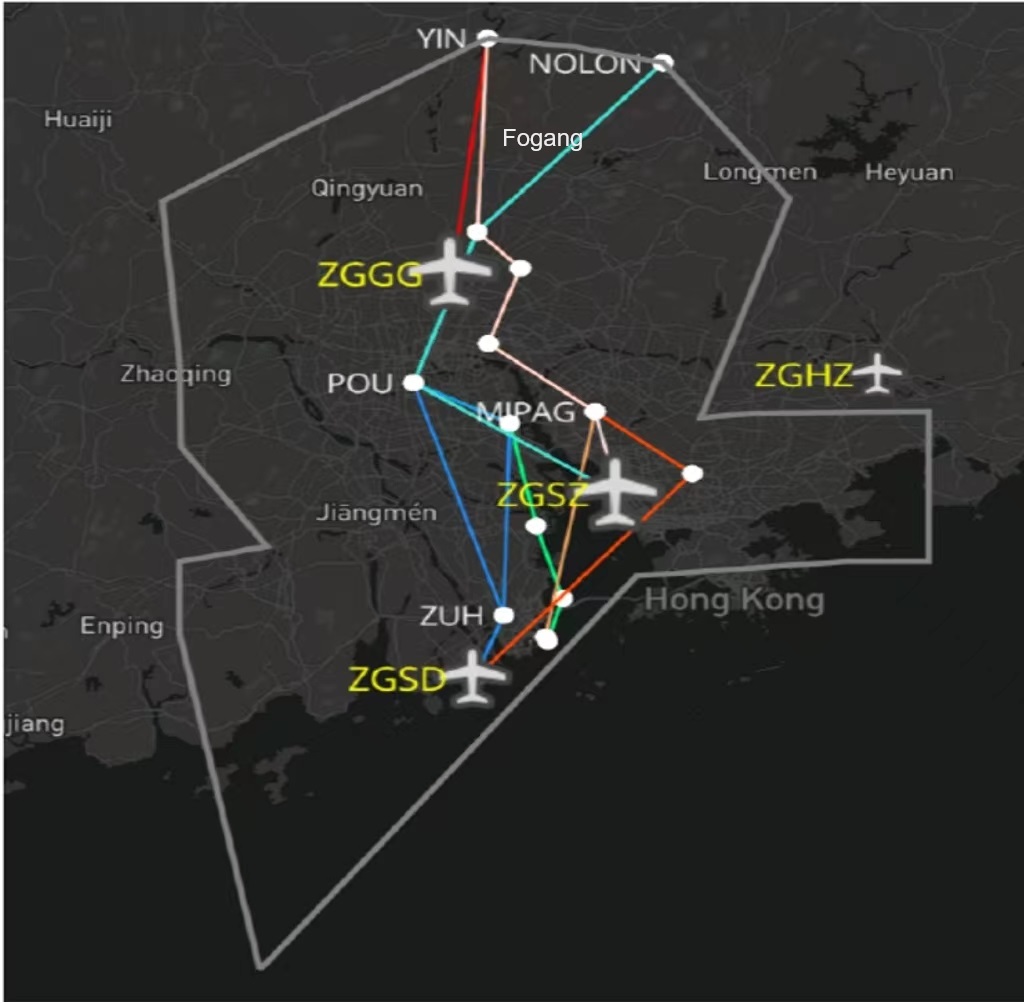 YIN
NOLON
Huaiji
Fogang
Longmen
Heyuan
Qingyuan
ZGGG
Zhaoqing
ZGHZ
POU
MIPAG
ZGSZ
Jiāngmén
Hong Kong
ZUH
Enping
ZGSD
jiang